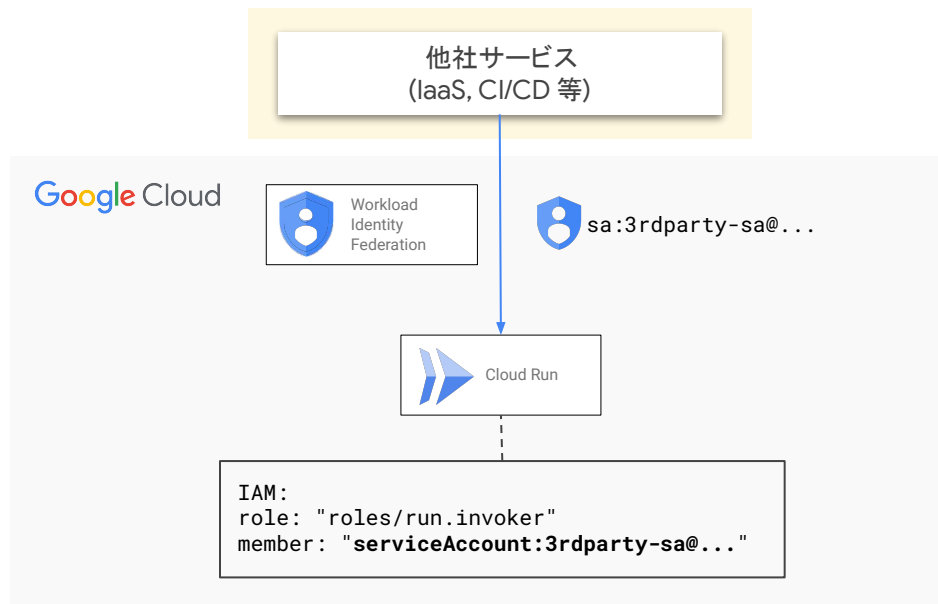 他社サービス
(IaaS, CI/CD 等)
Google Cloud
Workload
Identity
Federation
sa:3rdparty-sa@...
Cloud Run
IAM:
role: "roles/run.invoker"
member: "serviceAccount:3rdparty-sa@..."